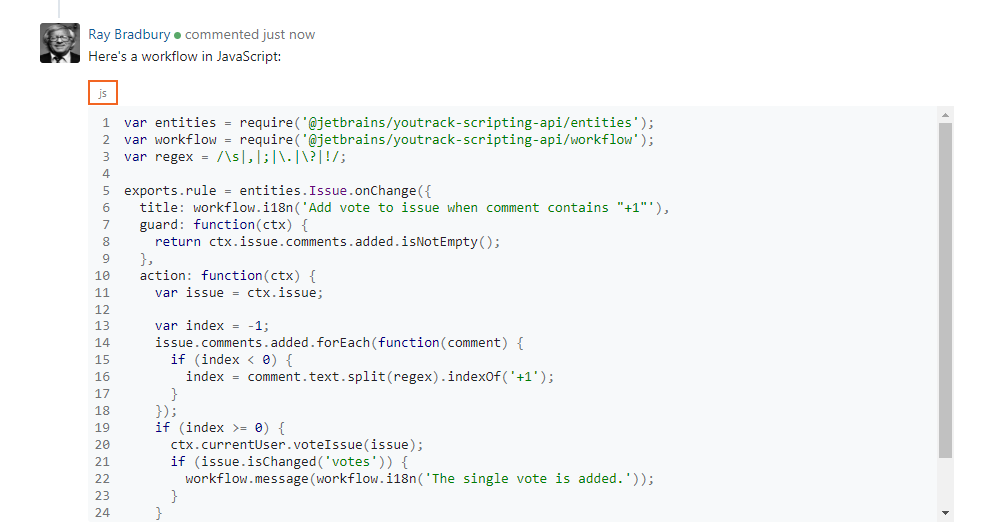 Ray Bradbury commented just now
Here's a workflow in JavaScript:
js
1 var entities = require('@jetbrains/youtrack-scripting-api/entities');
2 var workflow = require('@jetbrains/youtrack-scripting-api/workflow');
3 var regex = /\s|,|;|\.|\?|!/;
4
5 exports.rule = entities.Issue.onChange({
6   title: workflow.i18n('Add vote to issue when comment contains "+1"'),
7   guard: function(ctx) {
8     return ctx.issue.comments.added.isNotEmpty();
9   },
10   action: function(ctx) {
11     var issue = ctx.issue;
12
13     var index = -1;
14     issue.comments.added.forEach(function(comment) {
15       if (index < 0) {
16         index = comment.text.split(regex).indexOf('+1');
17       }
18     });
19     if (index >= 0) {
20       ctx.currentUser.voteIssue(issue);
21       if (issue.isChanged('votes')) {
22         workflow.message(workflow.i18n('The single vote is added.'));
23       }
24     }